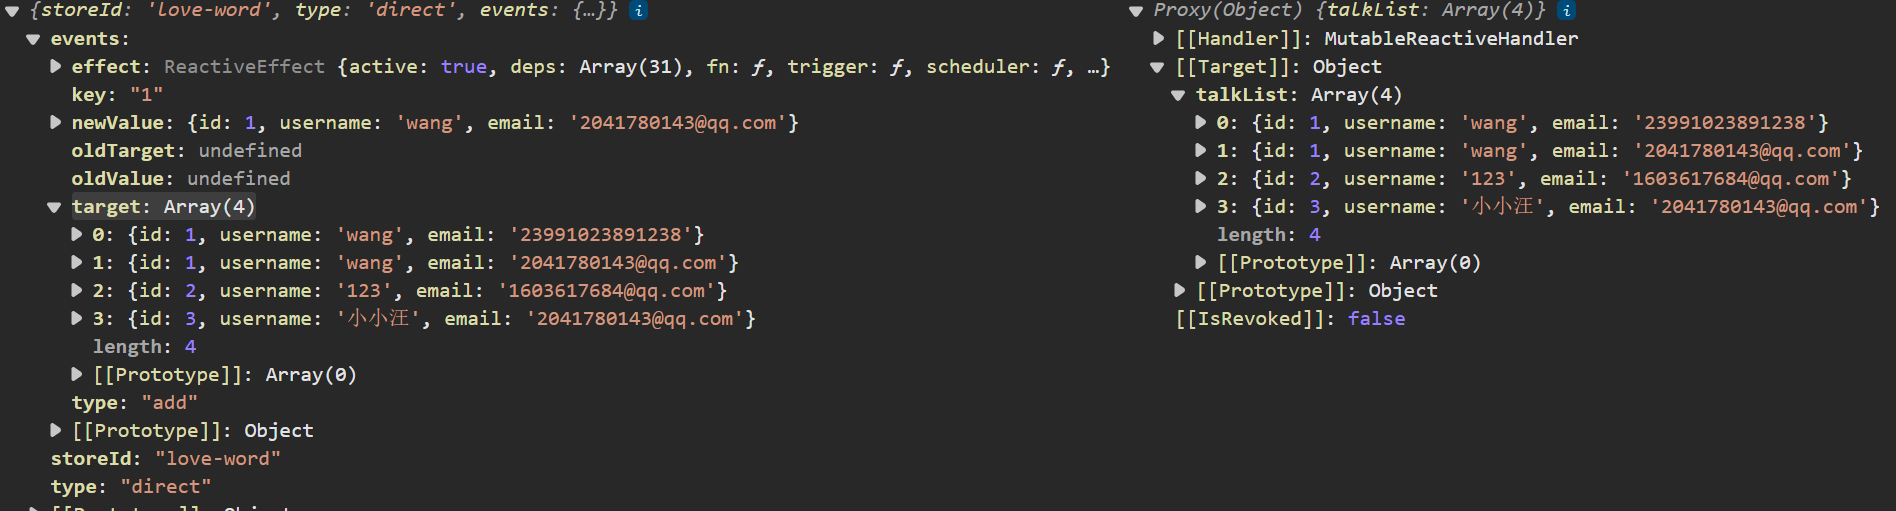 {storeId: 'love-word', type: 'direct', events: {…}} i
events:
effect: ReactiveEffect {active: true, deps: Array(31), fn: ƒ, trigger: ƒ, scheduler: ƒ, …}
key: "1"
newValue: {id: 1, username: 'wang', email: '2041780143@qq.com'}
oldTarget: undefined
oldValue: undefined
target: Array(4)
0: {id: 1, username: 'wang', email: '23991023891238'}
1: {id: 1, username: 'wang', email: '2041780143@qq.com'}
2: {id: 2, username: '123', email: '1603617684@qq.com'}
3: {id: 3, username: '小小汪', email: '2041780143@qq.com'}
length: 4
[[Prototype]]: Array(0)
type: "add"
[[Prototype]]: Object
storeId: "love-word"
type: "direct"
[[Prototype]]: Object
Proxy(Object) {talkList: Array(4)} i
[[Handler]]: MutableReactiveHandler
[[Target]]: Object
talkList: Array(4)
0: {id: 1, username: 'wang', email: '23991023891238'}
1: {id: 1, username: 'wang', email: '2041780143@qq.com'}
2: {id: 2, username: '123', email: '1603617684@qq.com'}
3: {id: 3, username: '小小汪', email: '2041780143@qq.com'}
length: 4
[[Prototype]]: Array(0)
[[Prototype]]: Object
[[IsRevoked]]: false